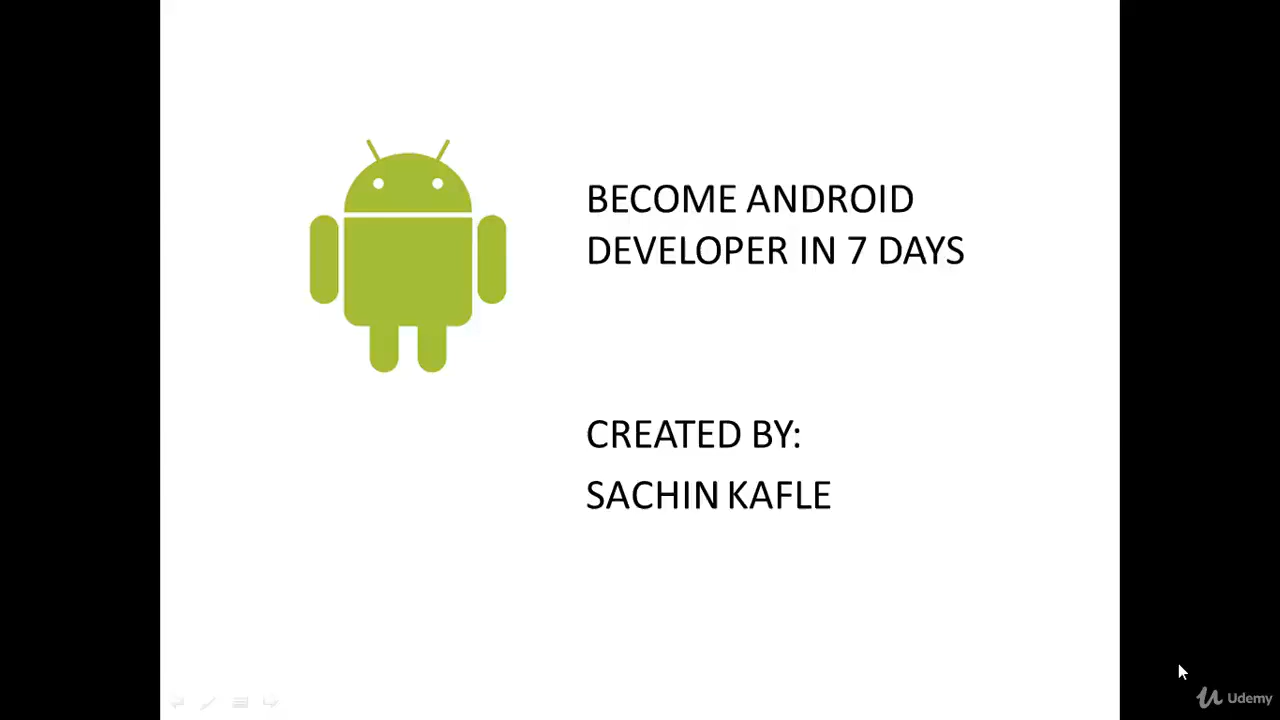 BECOME ANDROID
DEVELOPER IN 7 DAYS
CREATED BY:
SACHIN KAFLE
Udemy